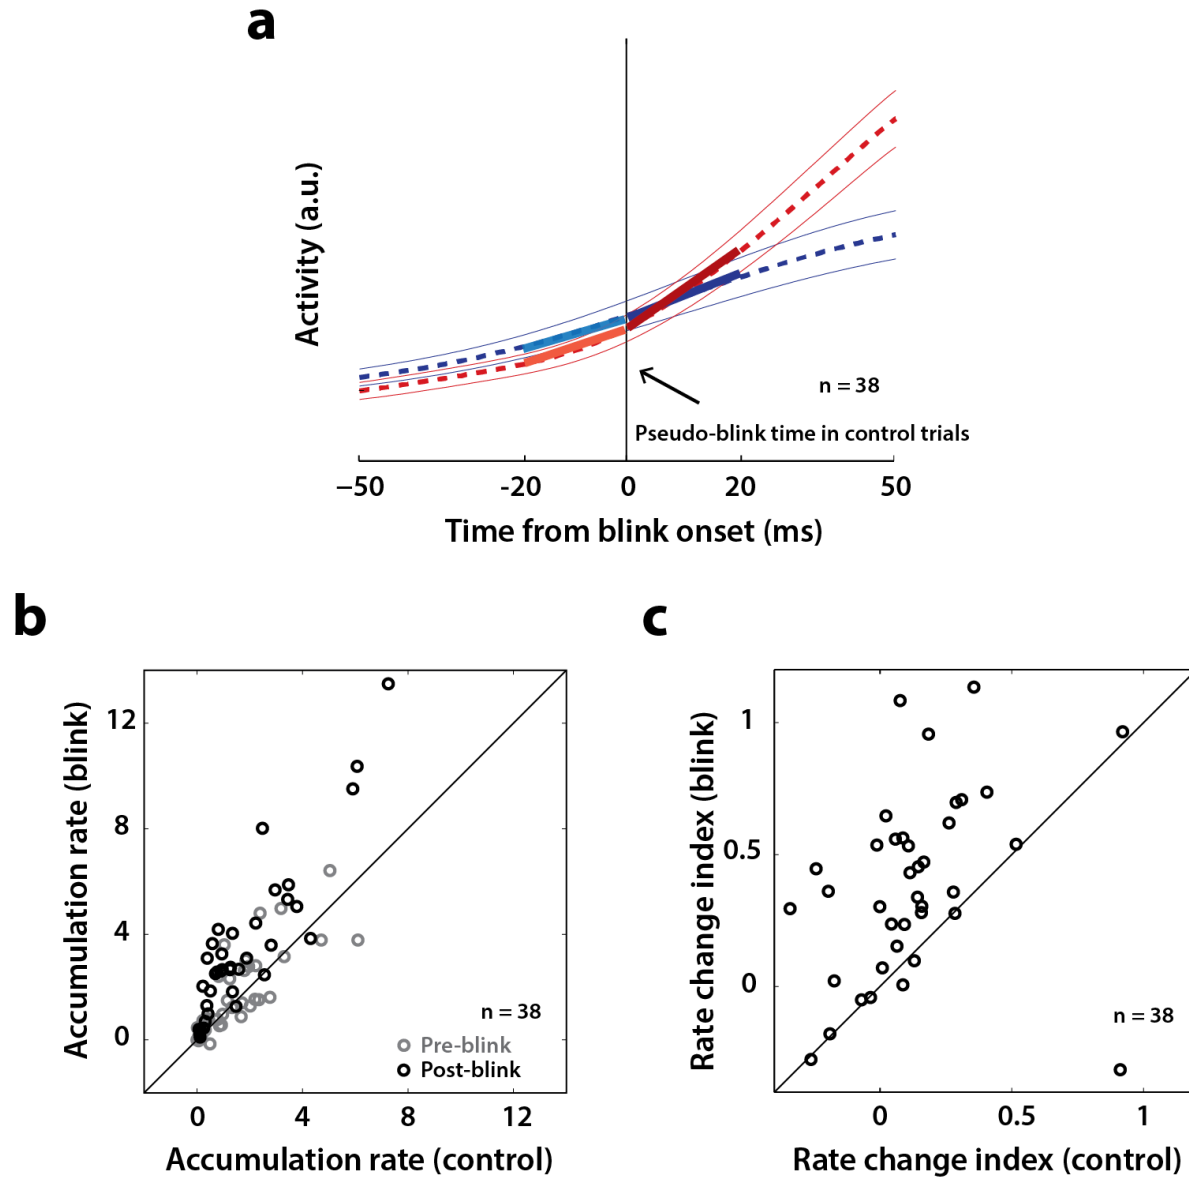 a
Activity (a.u.)
n = 38
Pseudo-blink time in control trials
−50 -20 0 20 50
Time from blink onset (ms)
b
Accumulation rate (blink)
12
8
4
0
n = 38
Pre-blink
Post-blink
0 4 8 12
Accumulation rate (control)
c
Rate change index (blink)
1
0.5
0
n = 38
0 0.5 1
Rate change index (control)